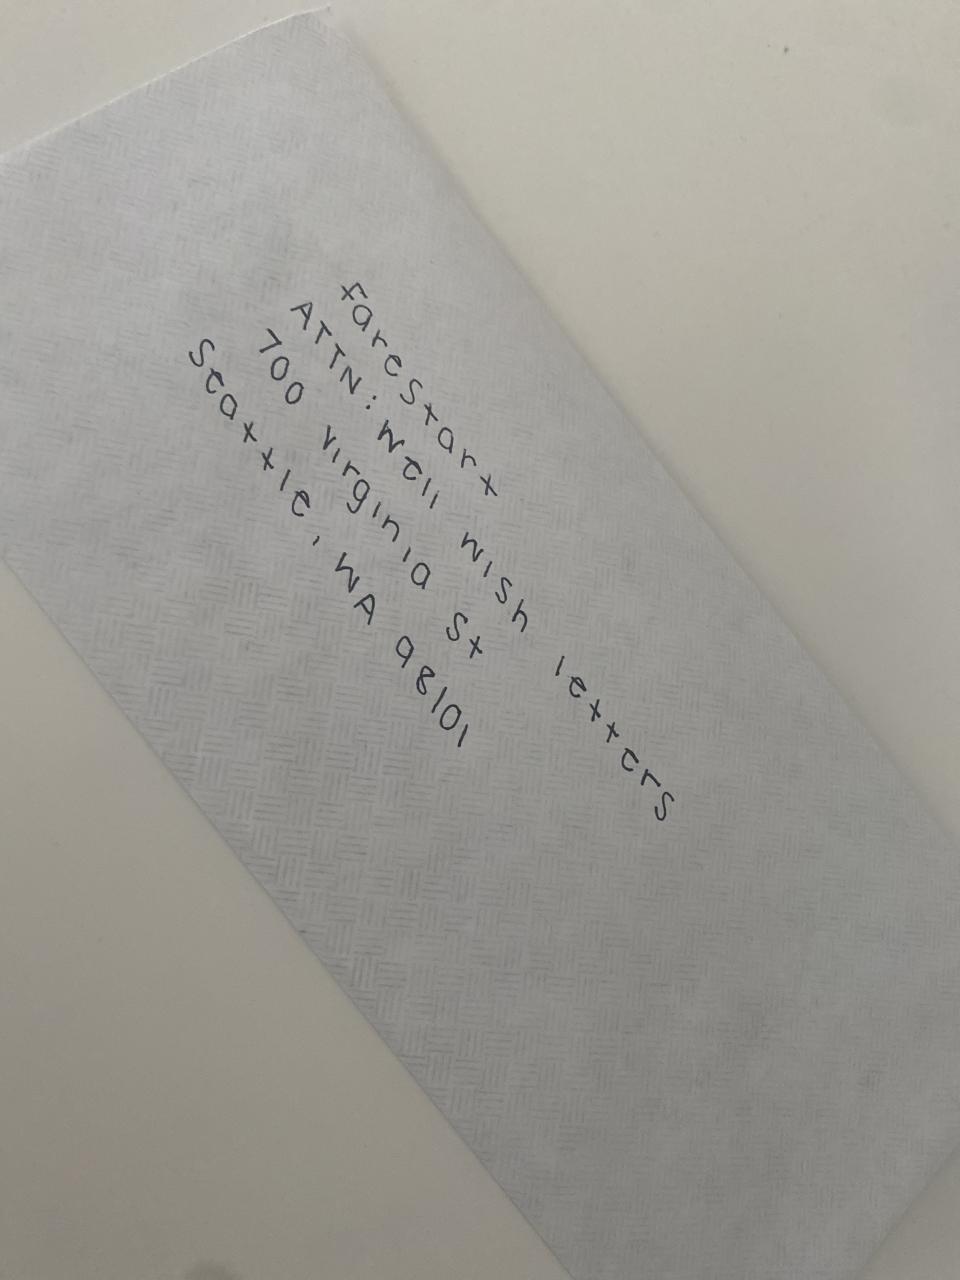 FareStart
ATTN: Well wish letters
700 Virginia St
Seattle, WA 98101